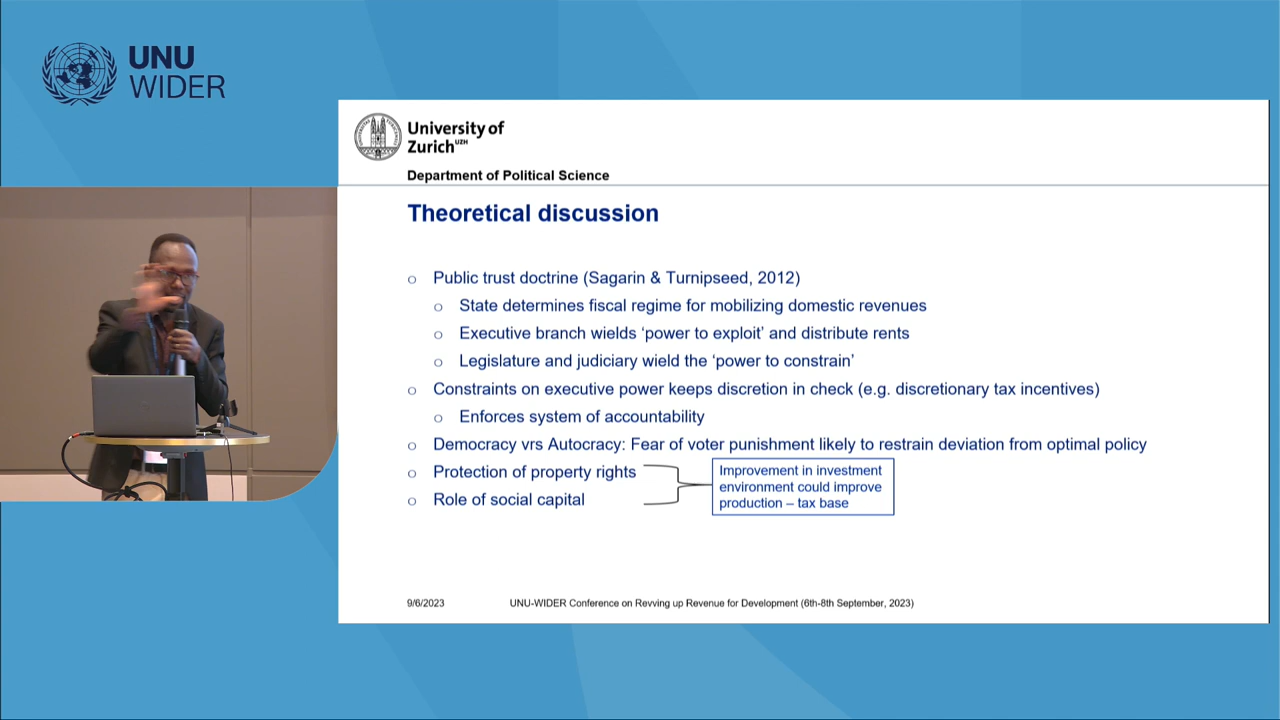 UNU
WIDER
University of
Zurich UZH
Department of Political Science
Theoretical discussion
o Public trust doctrine (Sagarin & Turnipseed, 2012)
o State determines fiscal regime for mobilizing domestic revenues
o Executive branch wields ‘power to exploit’ and distribute rents
o Legislature and judiciary wield the ‘power to constrain’
o Constraints on executive power keeps discretion in check (e.g. discretionary tax incentives)
o Enforces system of accountability
o Democracy vrs Autocracy: Fear of voter punishment likely to restrain deviation from optimal policy
o Protection of property rights
o Role of social capital
Improvement in investment
environment could improve
production – tax base
9/6/2023 UNU-WIDER Conference on Revving up Revenue for Development (6th-8th September, 2023)